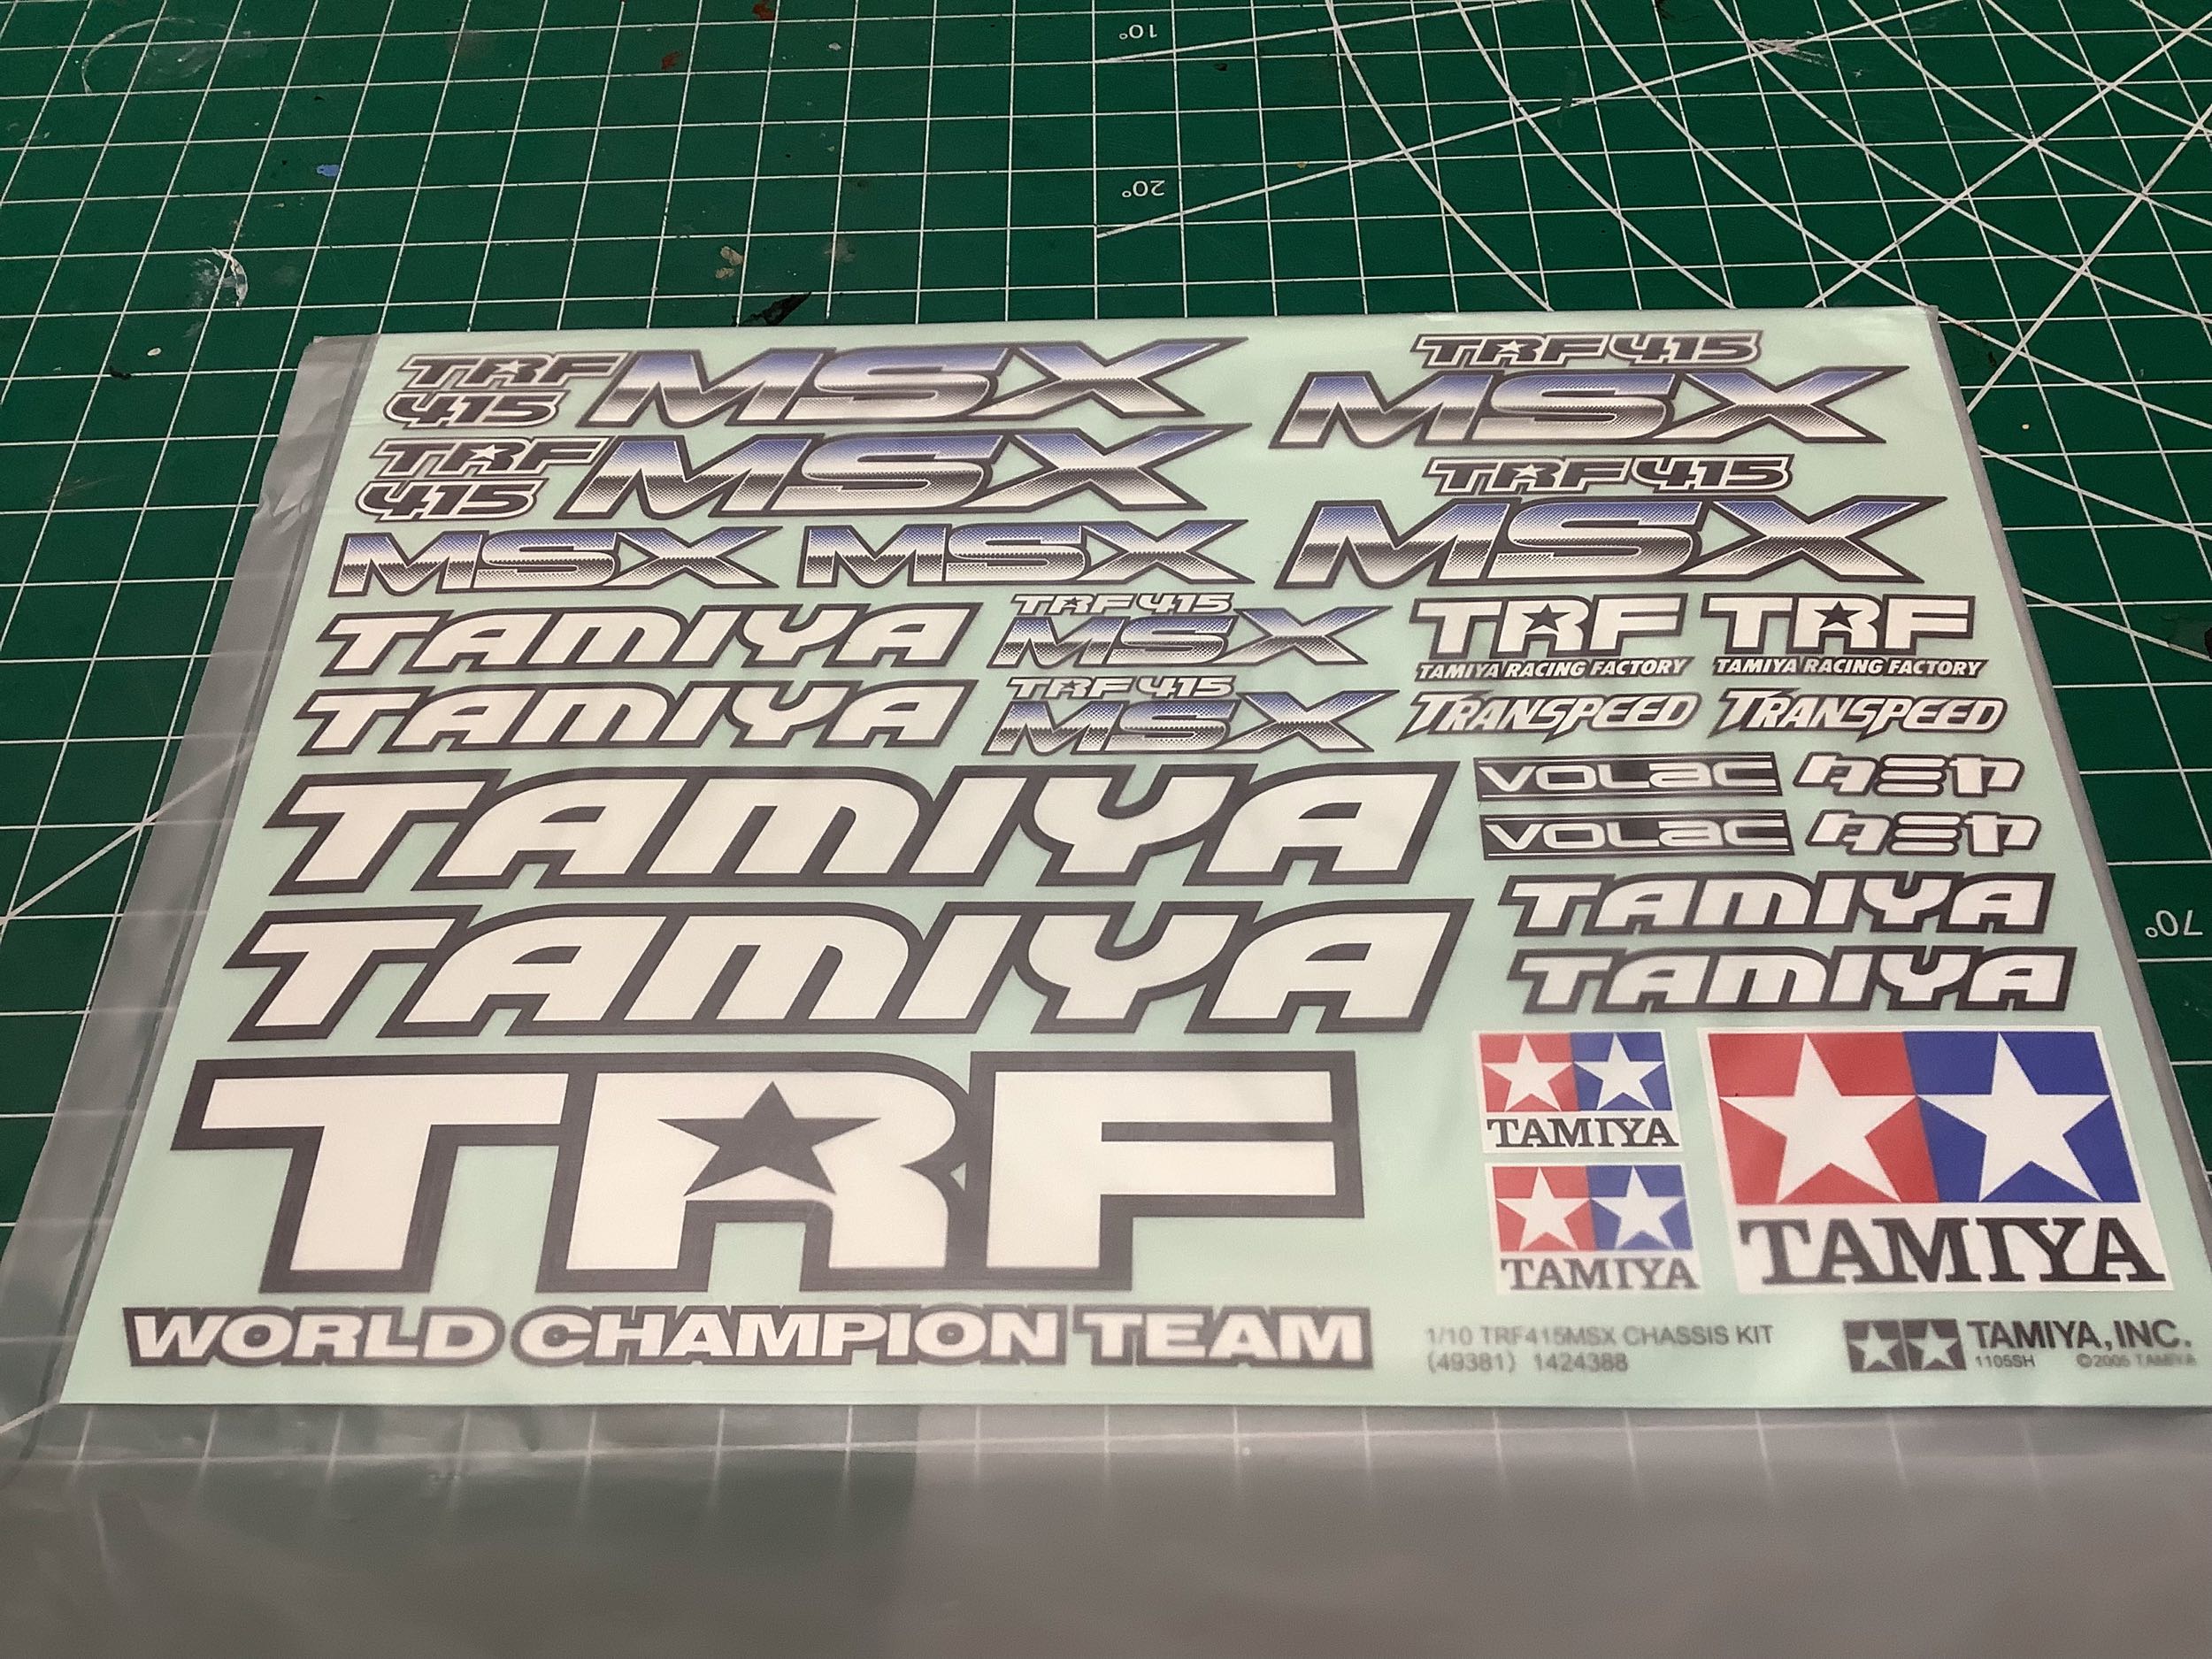 10°
20°
TRF 415 MSX
TRF 415 MSX
TRF 415 MSX
TRF 415 MSX
MSX MSX
TAMIYA
TAMIYA
TRF 415 MSX
TRF 415 MSX
TRF TRF
TAMIYA RACING FACTORY TAMIYA RACING FACTORY
TRANSPEED TRANSPEED
VOLAC タミヤ
VOLAC タミヤ
TAMIYA
TAMIYA
TAMIYA
TAMIYA
70°
TRF
WORLD CHAMPION TEAM
TAMIYA
TAMIYA
TAMIYA
1/10 TRF415MSX CHASSIS KIT
(49381) 1424388
TAMIYA, INC.
1105SH ©2005 TAMIYA